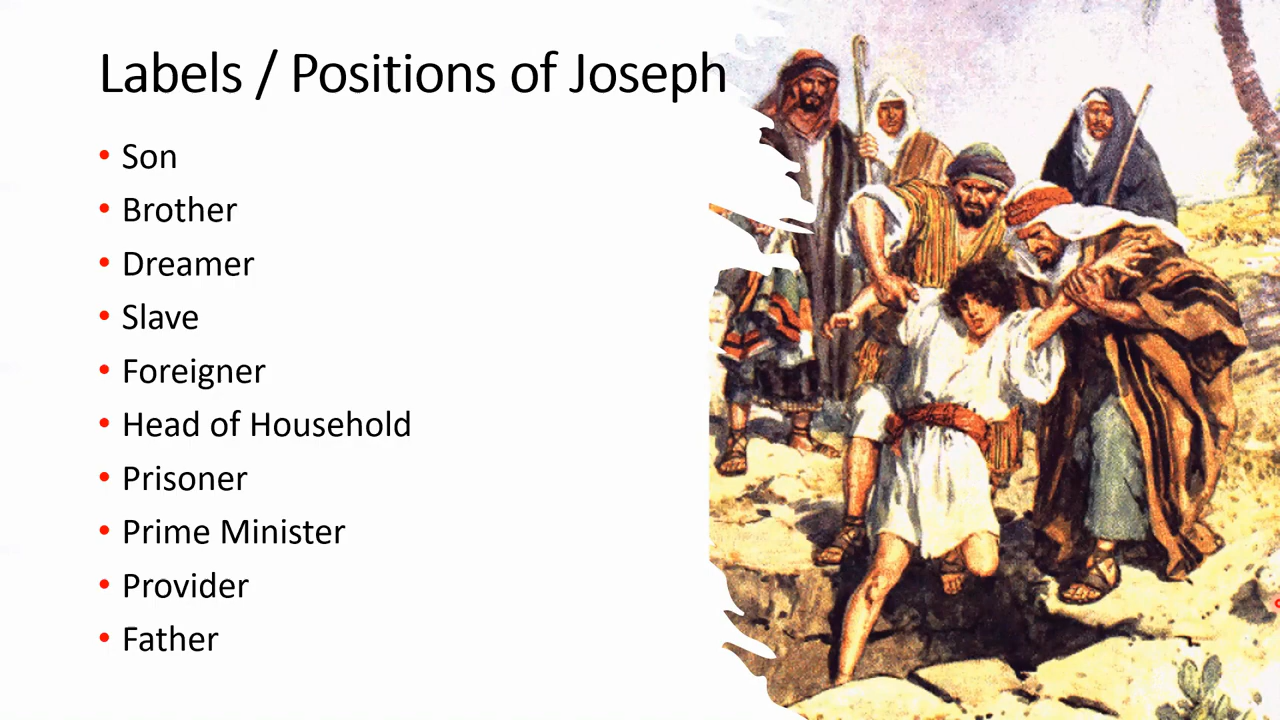 Labels / Positions of Joseph
• Son
• Brother
• Dreamer
• Slave
• Foreigner
• Head of Household
• Prisoner
• Prime Minister
• Provider
• Father